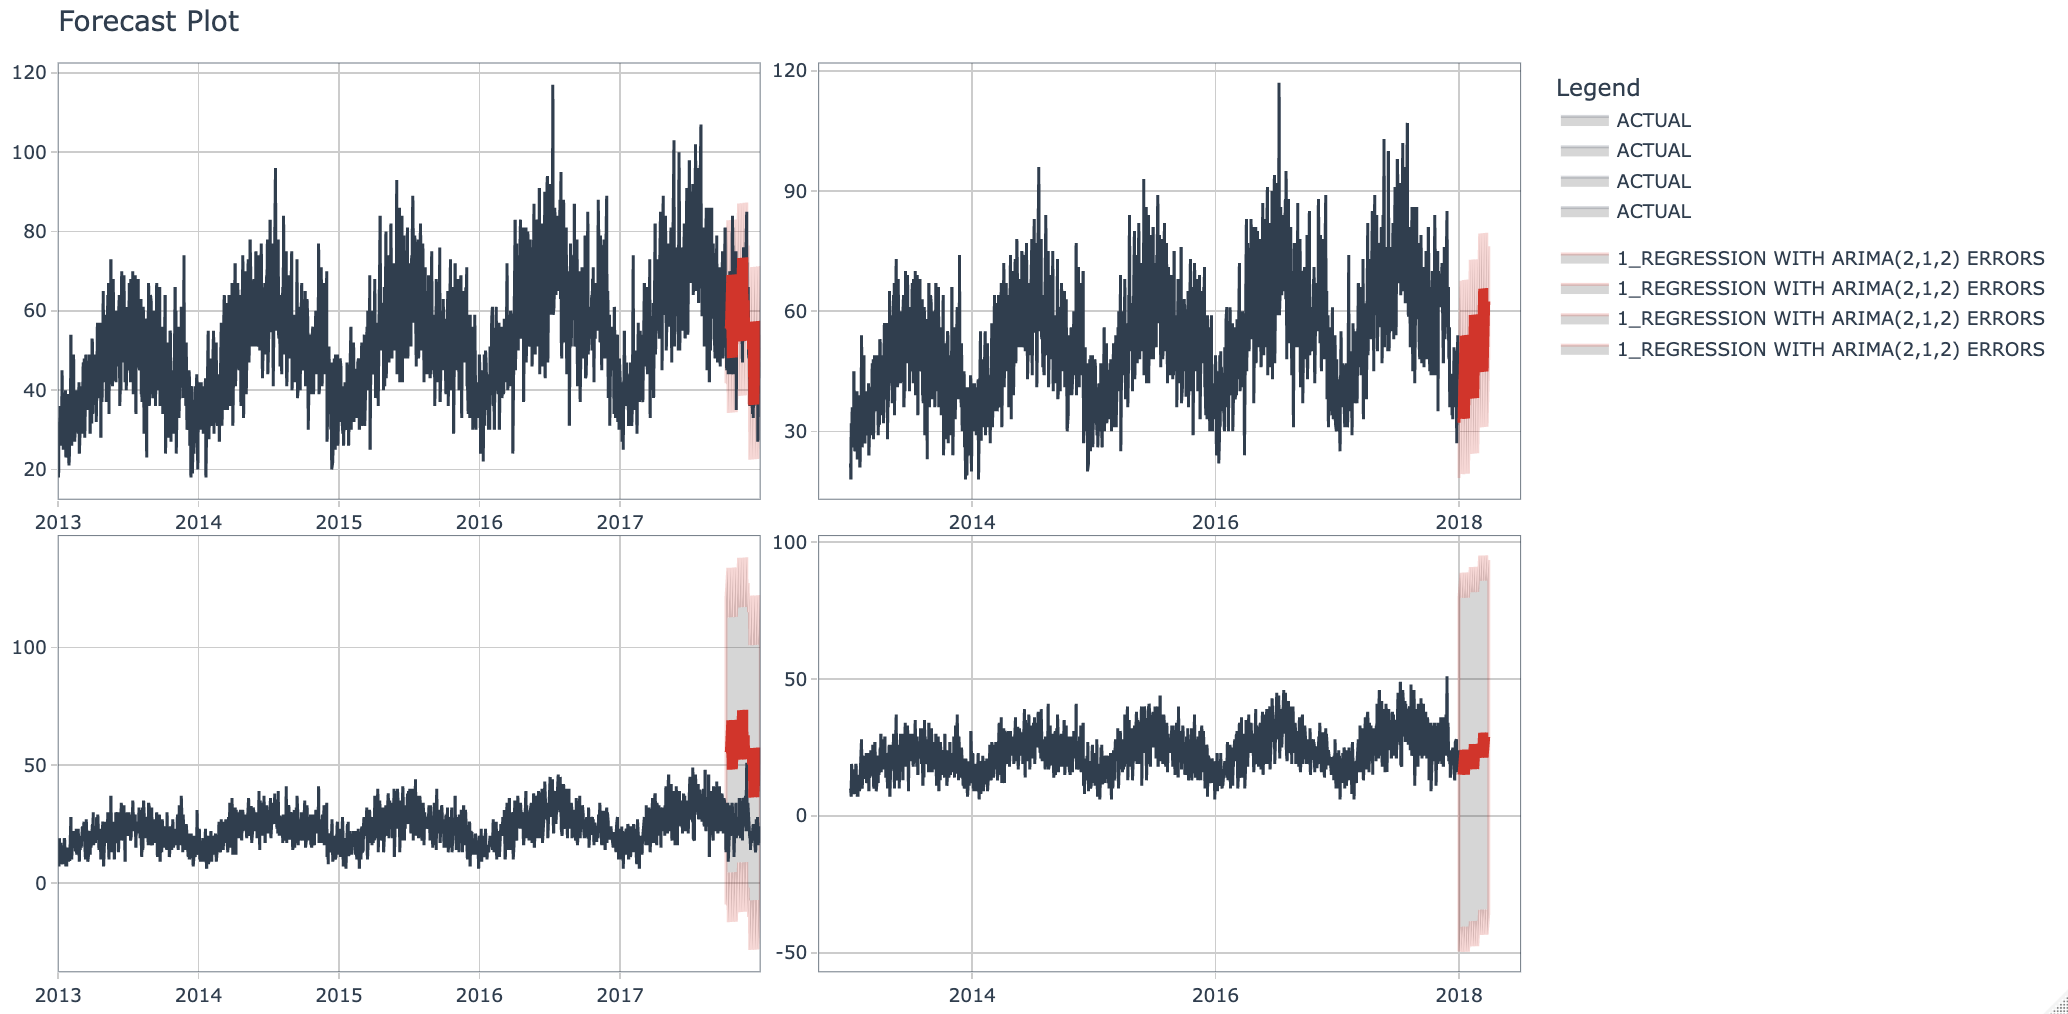 Forecast Plot
120
100
80
60
40
20
2013 2014 2015 2016 2017
120
90
60
30
2014 2016 2018
100
50
0
2013 2014 2015 2016 2017
100
50
0
-50
2014 2016 2018
Legend
ACTUAL
ACTUAL
ACTUAL
ACTUAL
1_REGRESSION WITH ARIMA(2,1,2) ERRORS
1_REGRESSION WITH ARIMA(2,1,2) ERRORS
1_REGRESSION WITH ARIMA(2,1,2) ERRORS
1_REGRESSION WITH ARIMA(2,1,2) ERRORS